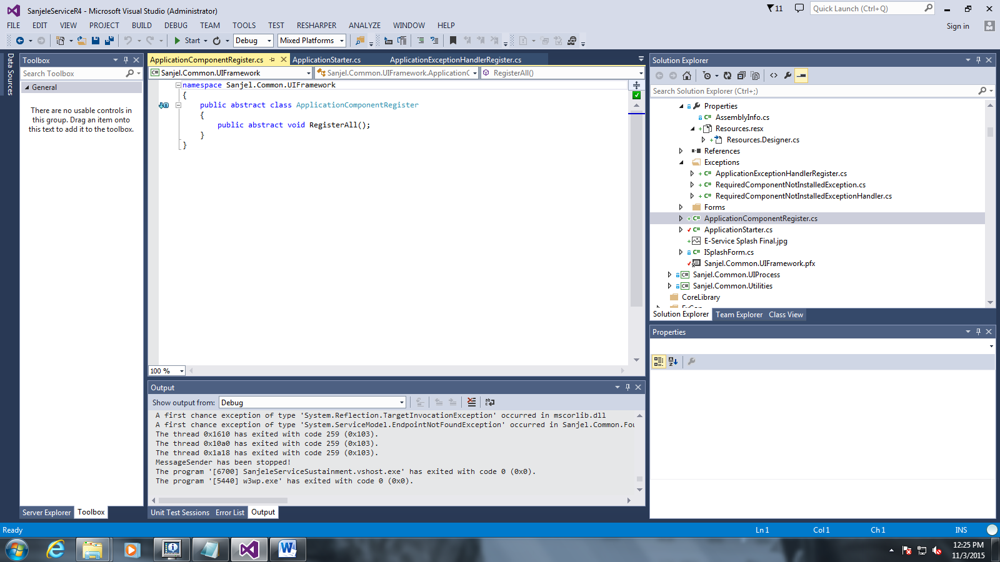 SanjeleServiceR4 - Microsoft Visual Studio (Administrator)
11
Quick Launch (Ctrl+Q)
FILE EDIT VIEW PROJECT BUILD DEBUG TEAM TOOLS TEST RESHARPER ANALYZE WINDOW HELP
Sign in
Start Debug Mixed Platforms
Data Sources
Toolbox
Search Toolbox
General
There are no usable controls in
this group. Drag an item onto
this text to add it to the toolbox.
Server Explorer Toolbox
ApplicationComponentRegister.cs ApplicationStarter.cs ApplicationExceptionHandlerRegister.cs
Sanjel.Common.UIFramework Sanjel.Common.UIFramework.ApplicationC RegisterAll()
namespace Sanjel.Common.UIFramework
{
public abstract class ApplicationComponentRegister
{
public abstract void RegisterAll();
}
}
100 %
Output
Show output from: Debug
A first chance exception of type 'System.Reflection.TargetInvocationException' occurred in mscorlib.dll
A first chance exception of type 'System.ServiceModel.EndpointNotFoundException' occurred in Sanjel.Common.Fou
The thread 0x1610 has exited with code 259 (0x103).
The thread 0x10a0 has exited with code 259 (0x103).
The thread 0x1a18 has exited with code 259 (0x103).
MessageSender has been stopped!
The program '[6700] SanjeleServiceSustainment.vshost.exe' has exited with code 0 (0x0).
The program '[5440] w3wp.exe' has exited with code 0 (0x0).
Unit Test Sessions Error List Output
Solution Explorer
Search Solution Explorer (Ctrl+;)
Properties
C# AssemblyInfo.cs
Resources.resx
Resources.Designer.cs
References
Exceptions
C# ApplicationExceptionHandlerRegister.cs
C# RequiredComponentNotInstalledException.cs
C# RequiredComponentNotInstalledExceptionHandler.cs
Forms
C# ApplicationComponentRegister.cs
C# ApplicationStarter.cs
E-Service Splash Final.jpg
C# ISplashForm.cs
Sanjel.Common.UIFramework.pfx
C# Sanjel.Common.UIProcess
C# Sanjel.Common.Utilities
CoreLibrary
Solution Explorer Team Explorer Class View
Properties
Ready
Ln 1 Col 1 Ch 1 INS
12:25 PM
11/3/2015